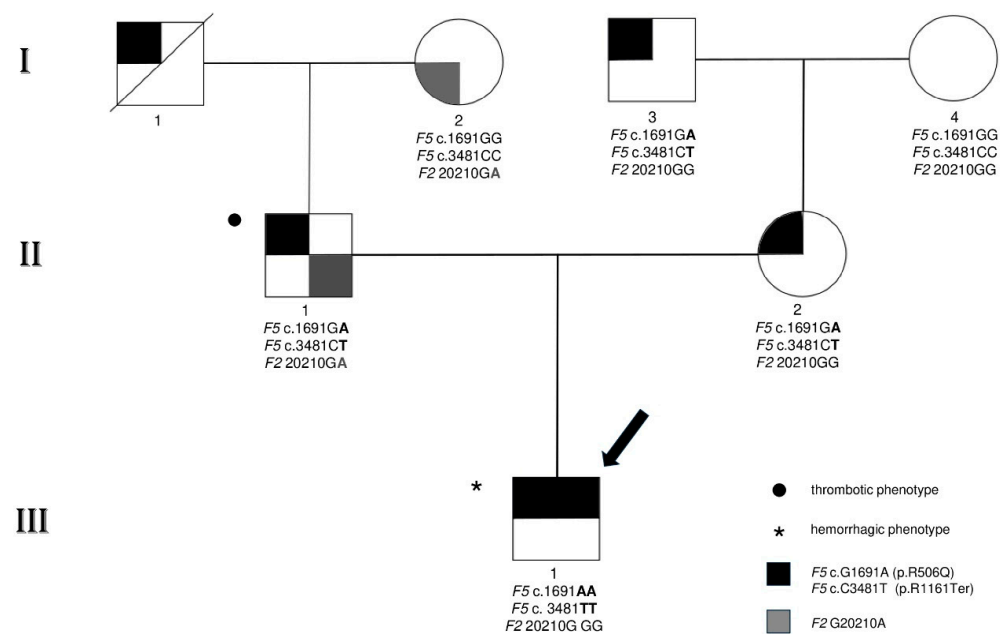 I
1
2
F5 c.1691GG
F5 c.3481CC
F2 20210GA
3
F5 c.1691GA
F5 c.3481CT
F2 20210GG
4
F5 c.1691GG
F5 c.3481CC
F2 20210GG
II
1
F5 c.1691GA
F5 c.3481CT
F2 20210GA
2
F5 c.1691GA
F5 c.3481CT
F2 20210GG
III
*
1
F5 c.1691AA
F5 c. 3481TT
F2 20210G GG
thrombotic phenotype
* hemorrhagic phenotype
F5 c.G1691A (p.R506Q)
F5 c.C3481T (p.R1161Ter)
F2 G20210A